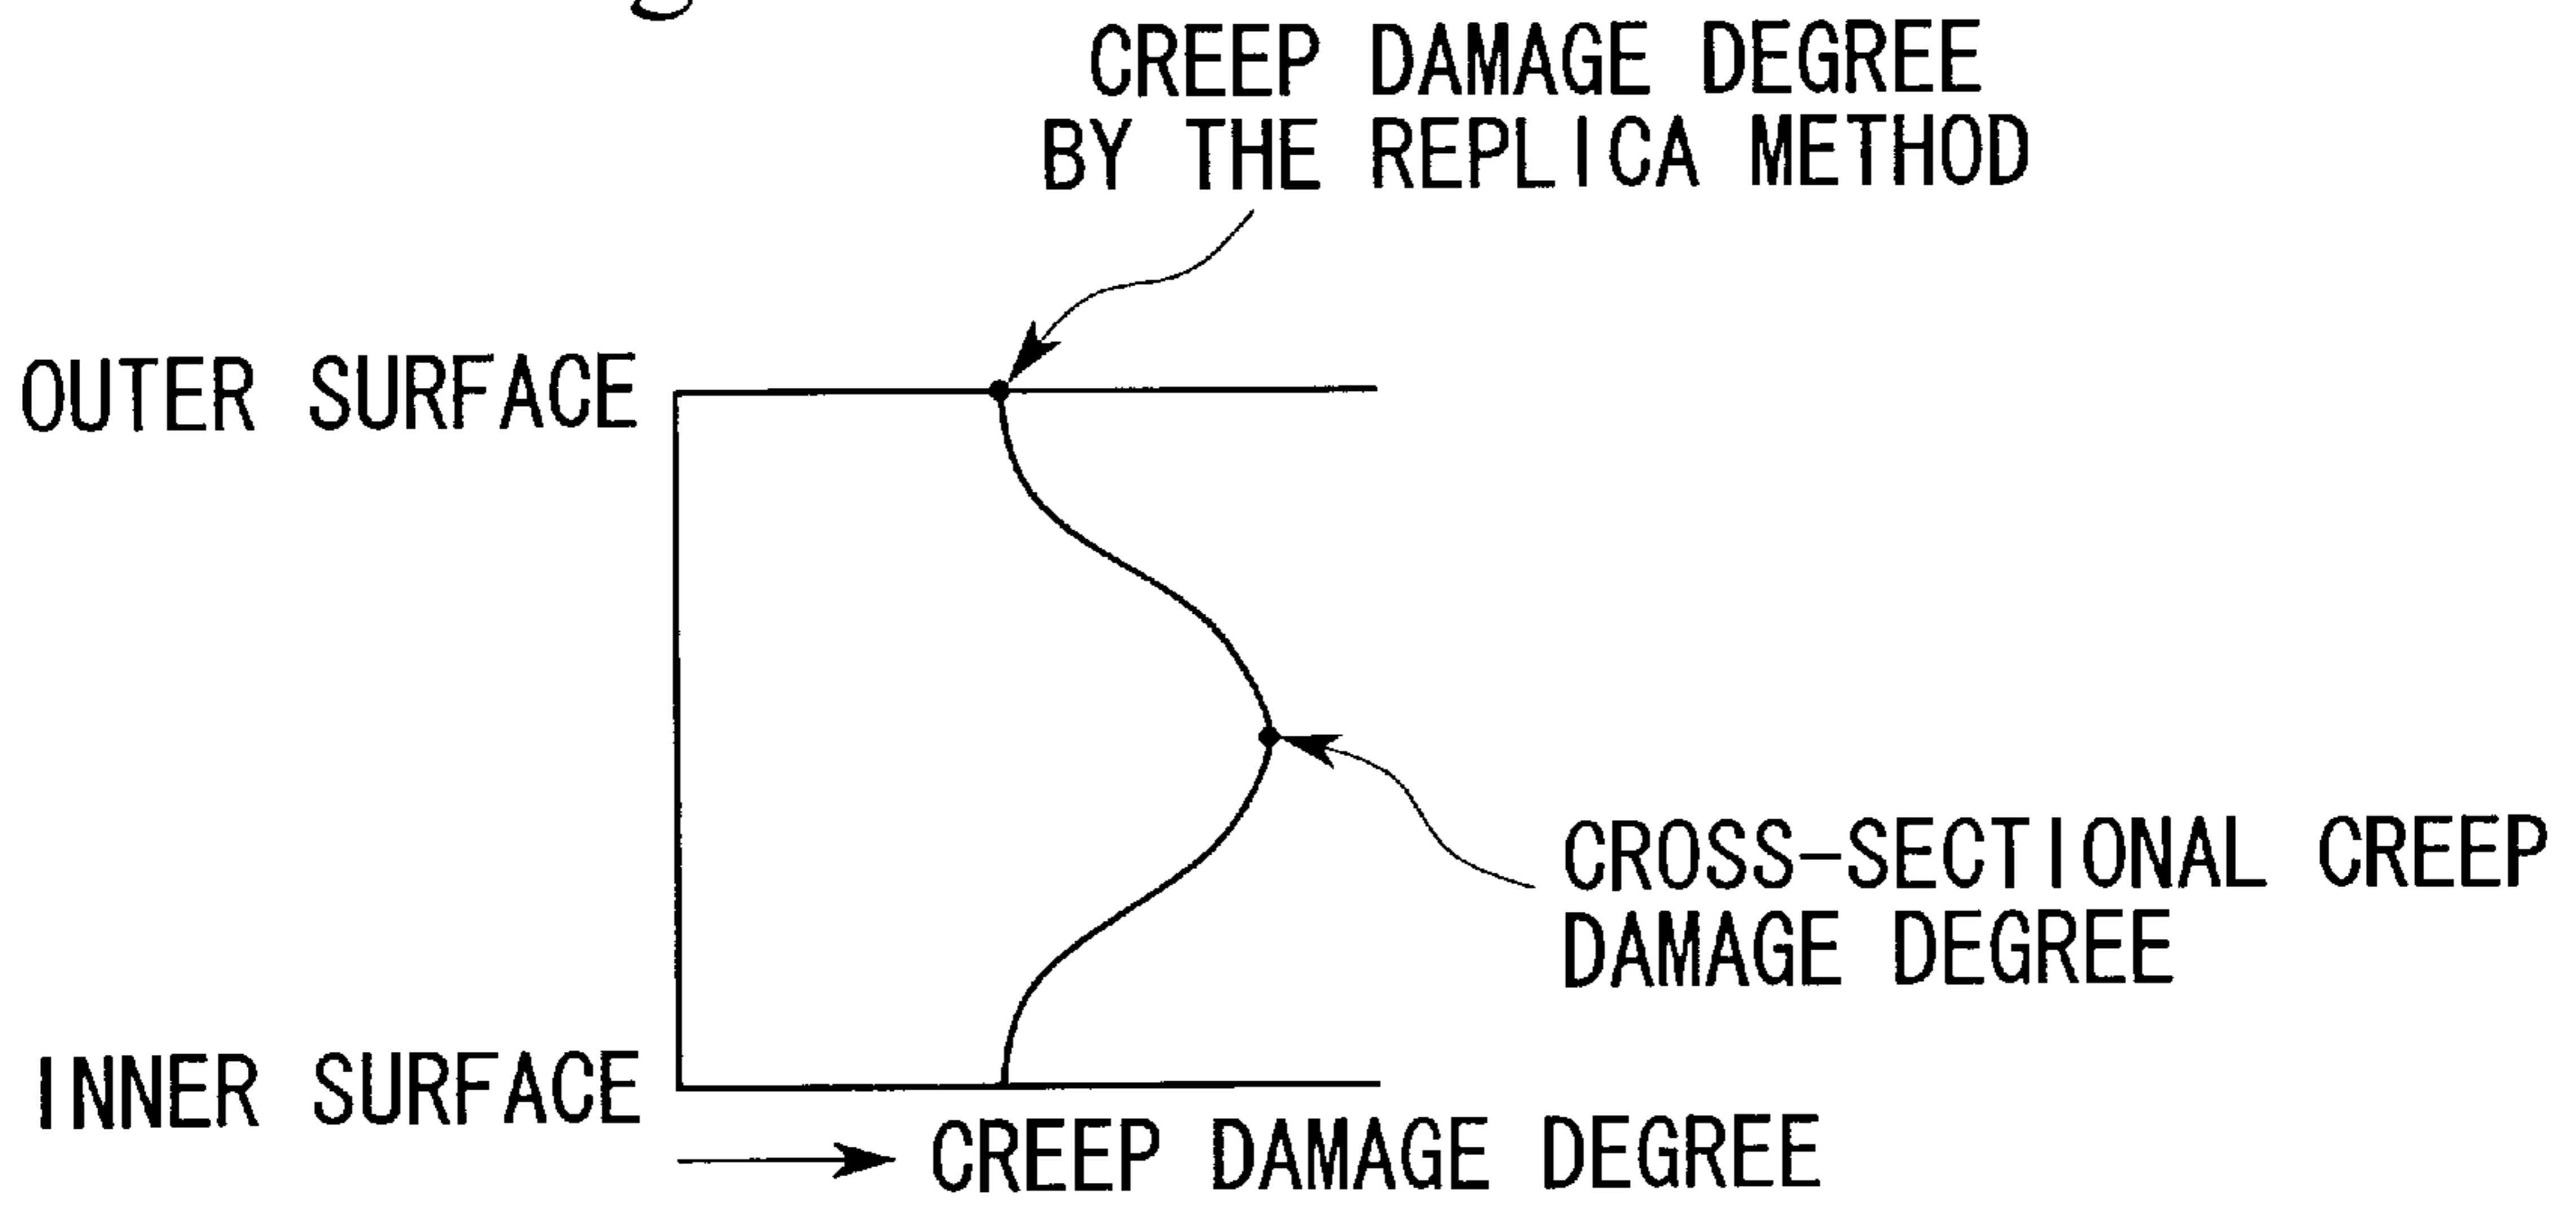 CREEP DAMAGE DEGREE
BY THE REPLICA METHOD
OUTER SURFACE
CROSS-SECTIONAL CREEP
DAMAGE DEGREE
INNER SURFACE
CREEP DAMAGE DEGREE